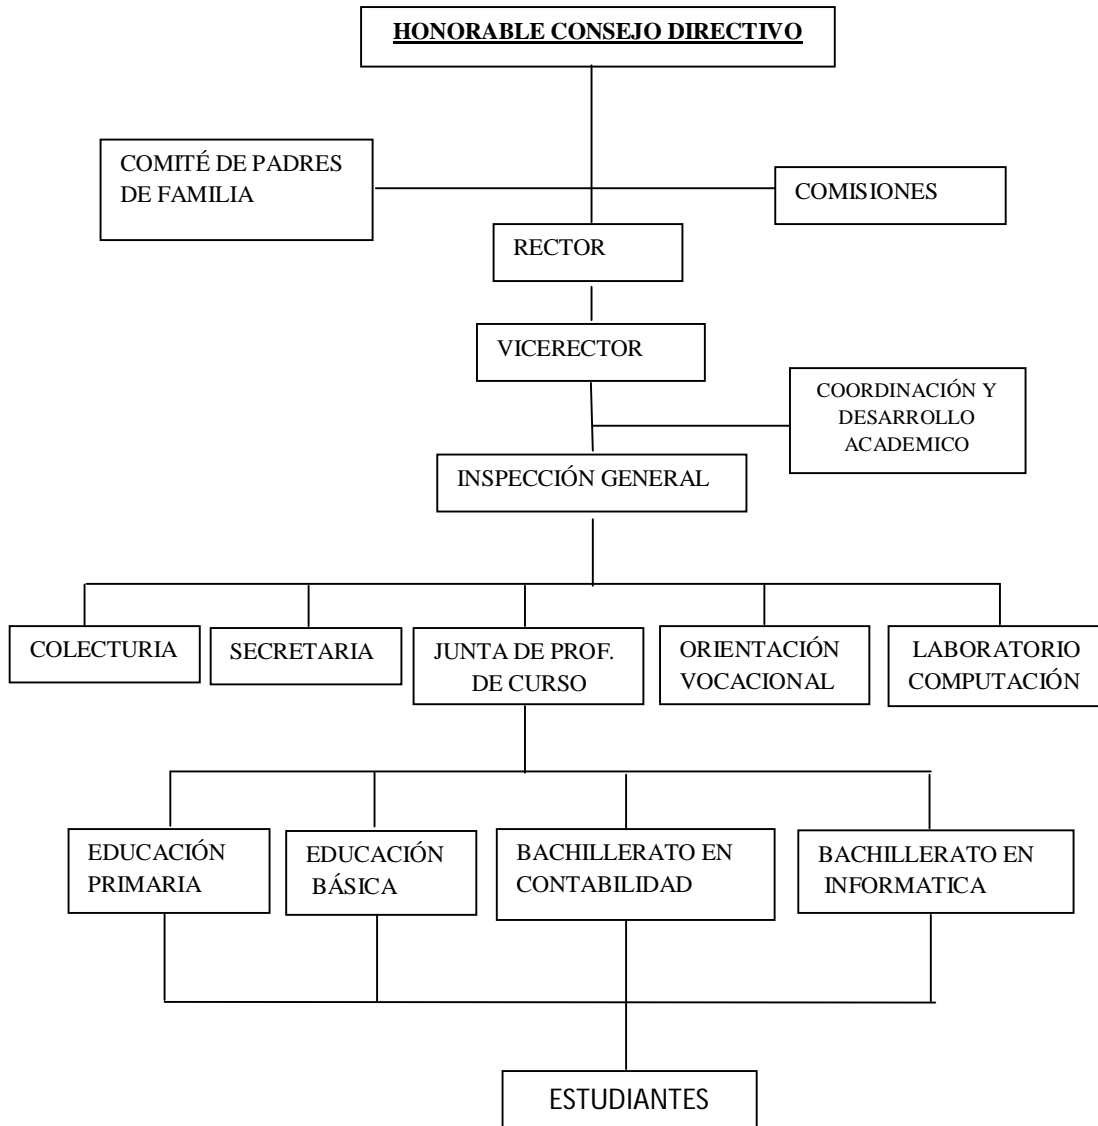 HONORABLE CONSEJO DIRECTIVO
COMITÉ DE PADRES
DE FAMILIA
COMISIONES
RECTOR
VICERECTOR
COORDINACIÓN Y
DESARROLLO
ACADEMICO
INSPECCIÓN GENERAL
COLECTURIA
SECRETARIA
JUNTA DE PROF.
DE CURSO
ORIENTACIÓN
VOCACIONAL
LABORATORIO
COMPUTACIÓN
EDUCACIÓN
PRIMARIA
EDUCACIÓN
BÁSICA
BACHILLERATO EN
CONTABILIDAD
BACHILLERATO EN
INFORMATICA
ESTUDIANTES